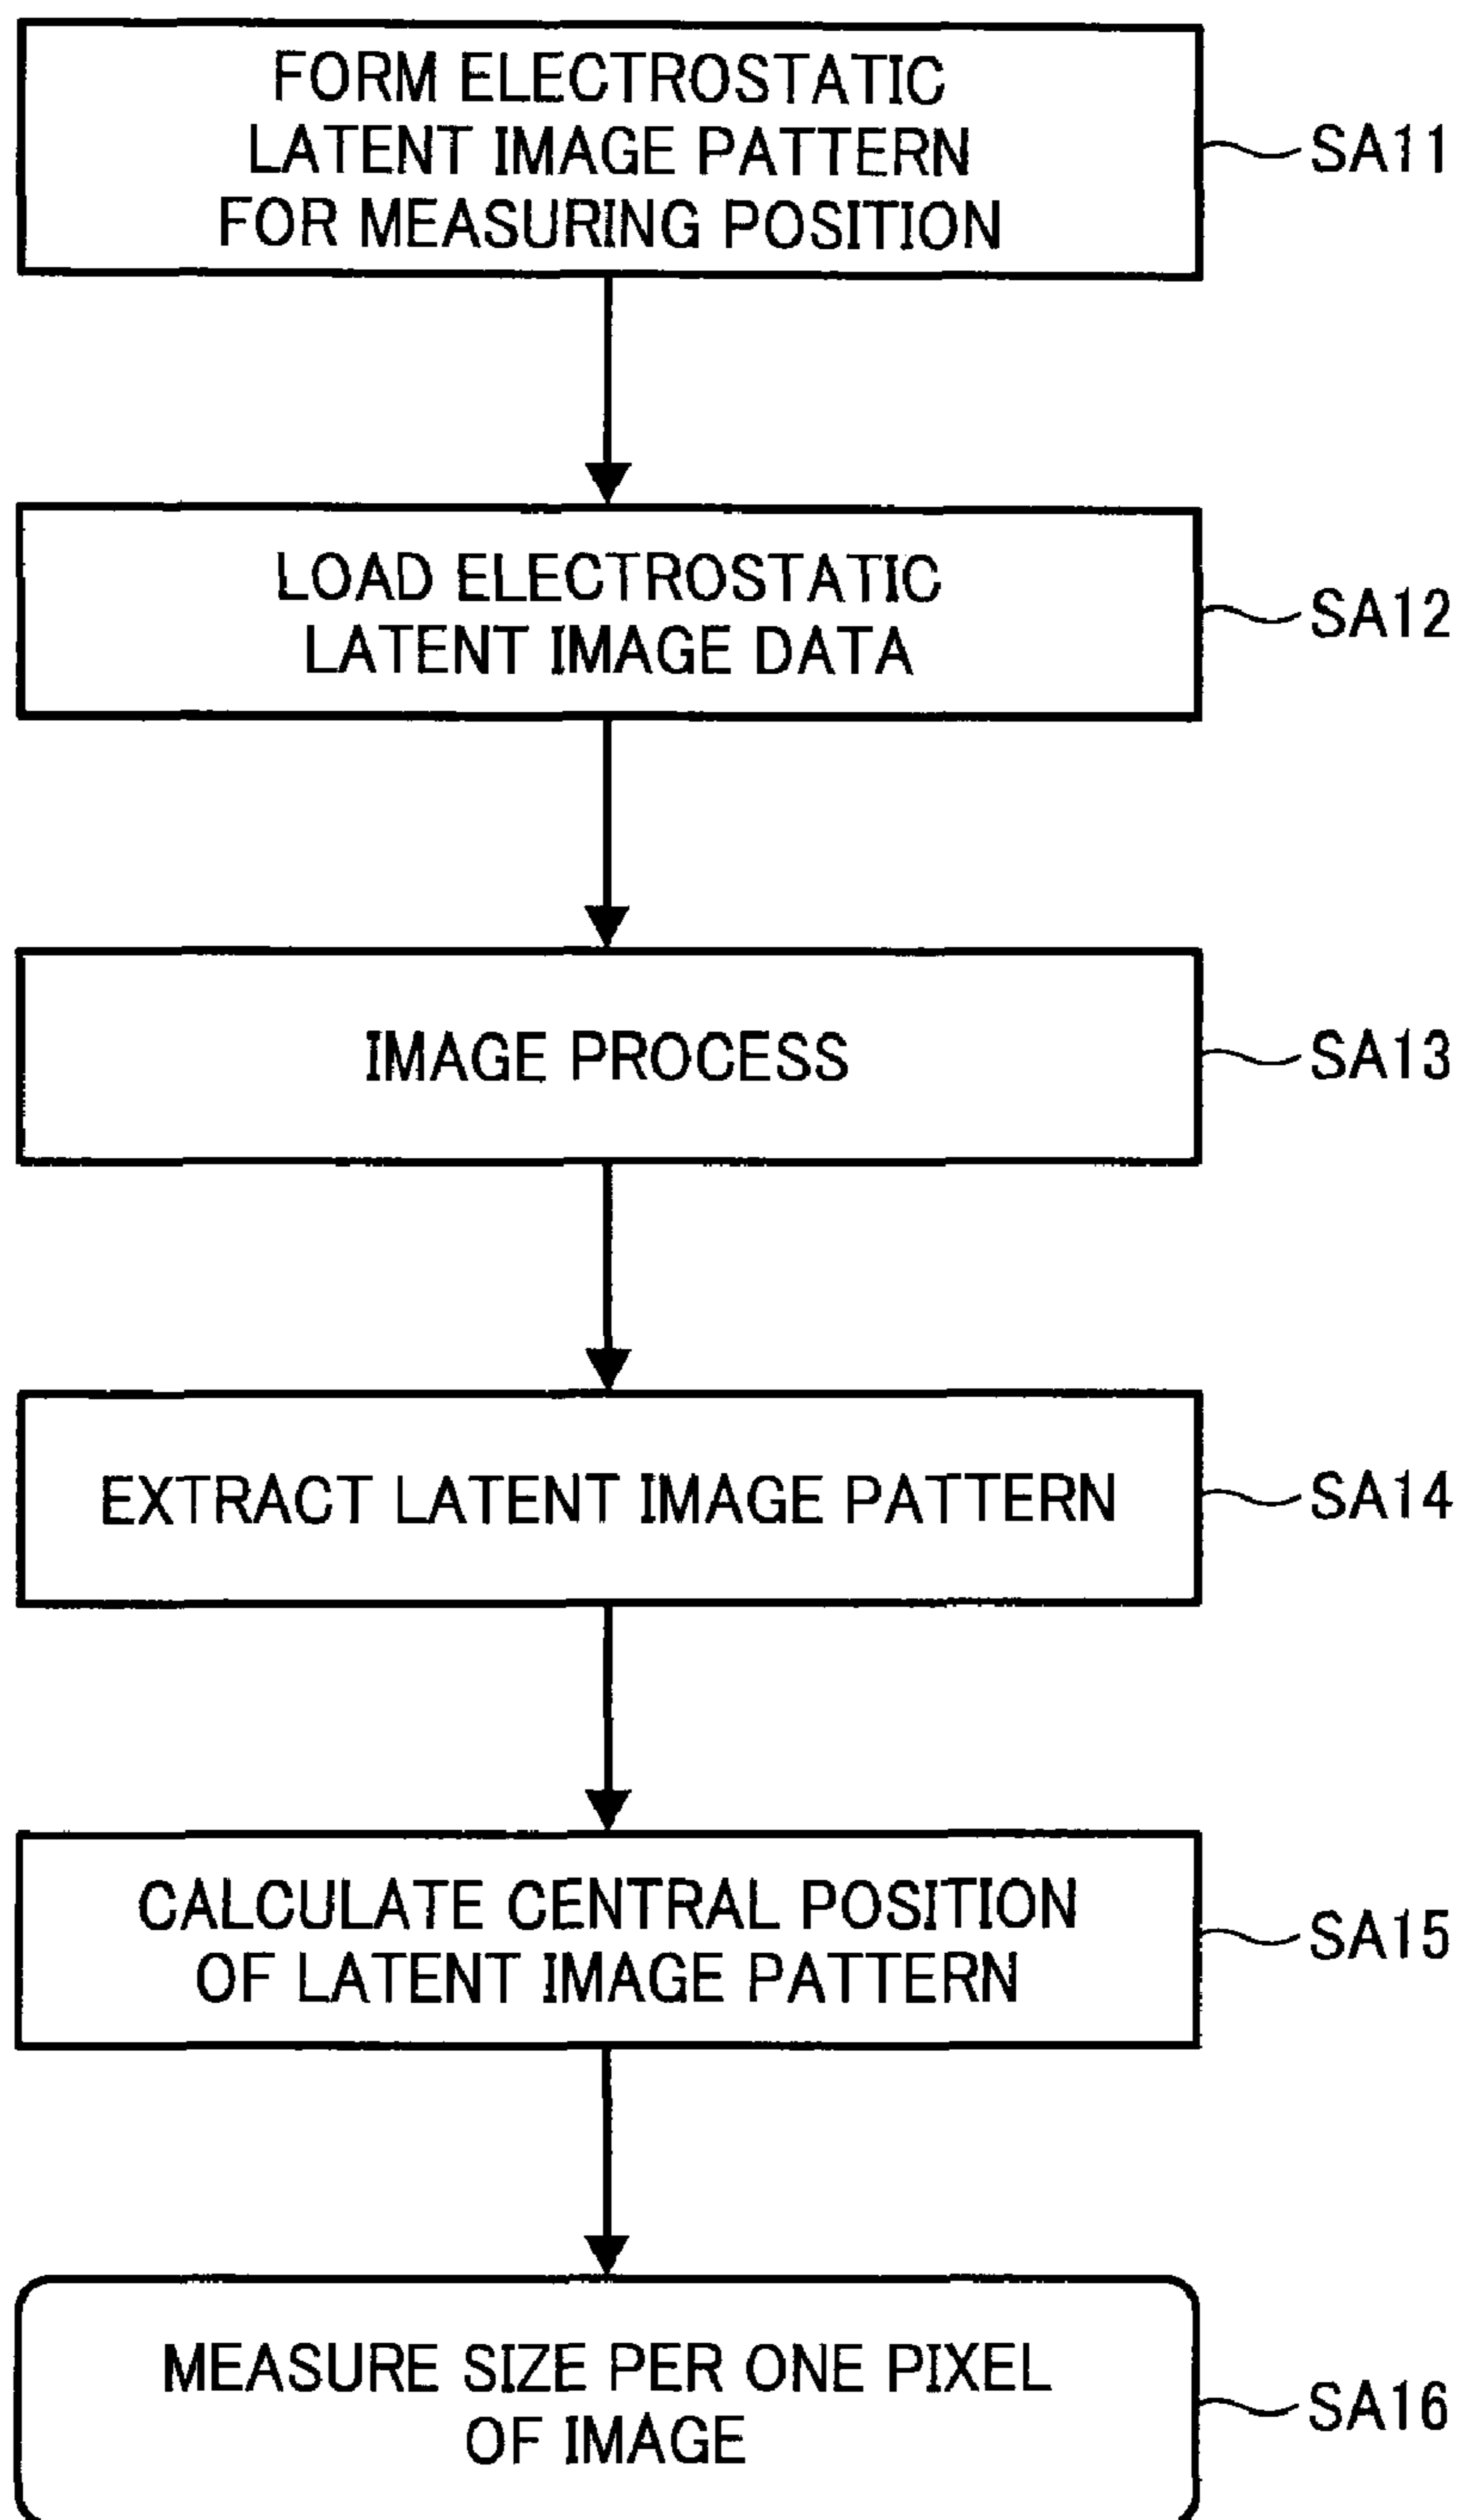 FORM ELECTROSTATIC
LATENT IMAGE PATTERN
FOR MEASURING POSITION
SA11
LOAD ELECTROSTATIC
LATENT IMAGE DATA
SA12
IMAGE PROCESS
SA13
EXTRACT LATENT IMAGE PATTERN
SA14
CALCULATE CENTRAL POSITION
OF LATENT IMAGE PATTERN
SA15
MEASURE SIZE PER ONE PIXEL
OF IMAGE
SA16